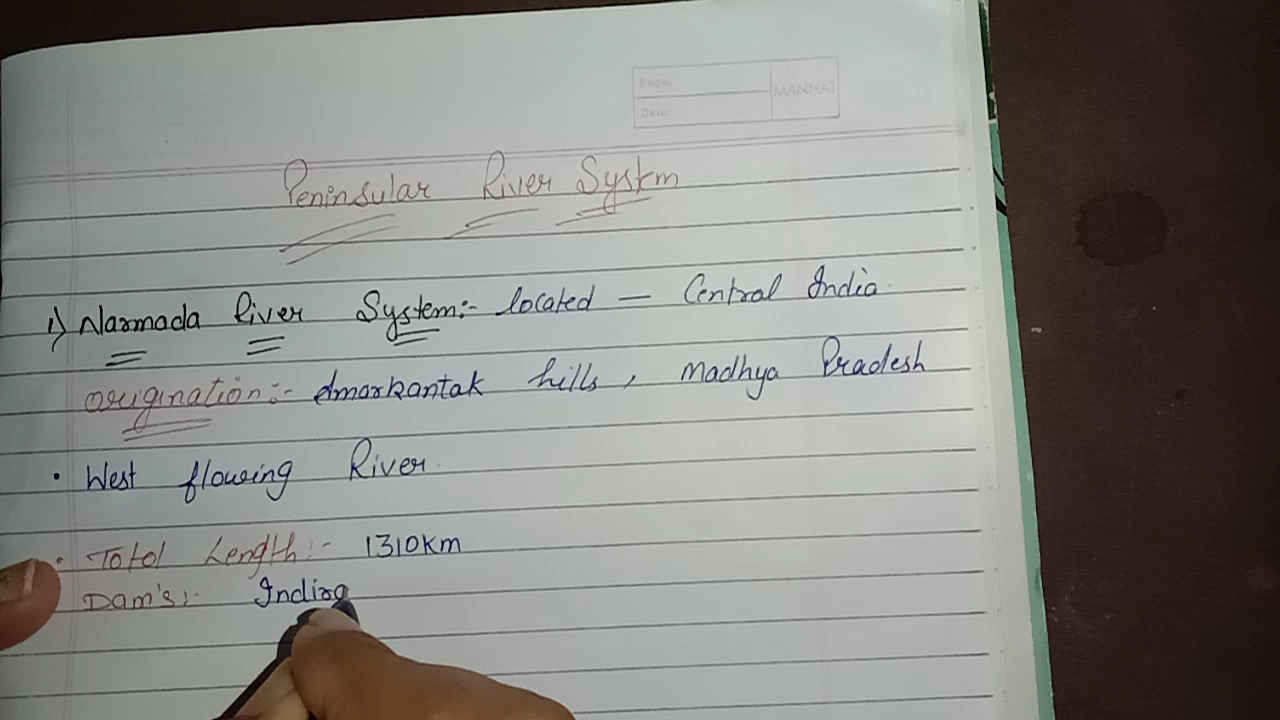 Page:
MANNAT
Date:
Peninsular River System
1) Narmada River System:- located — Central India
origination:- Amarkantak hills, Madhya Pradesh
• West flowing River
• Total Length:- 1310Km
Dam's:- Indira